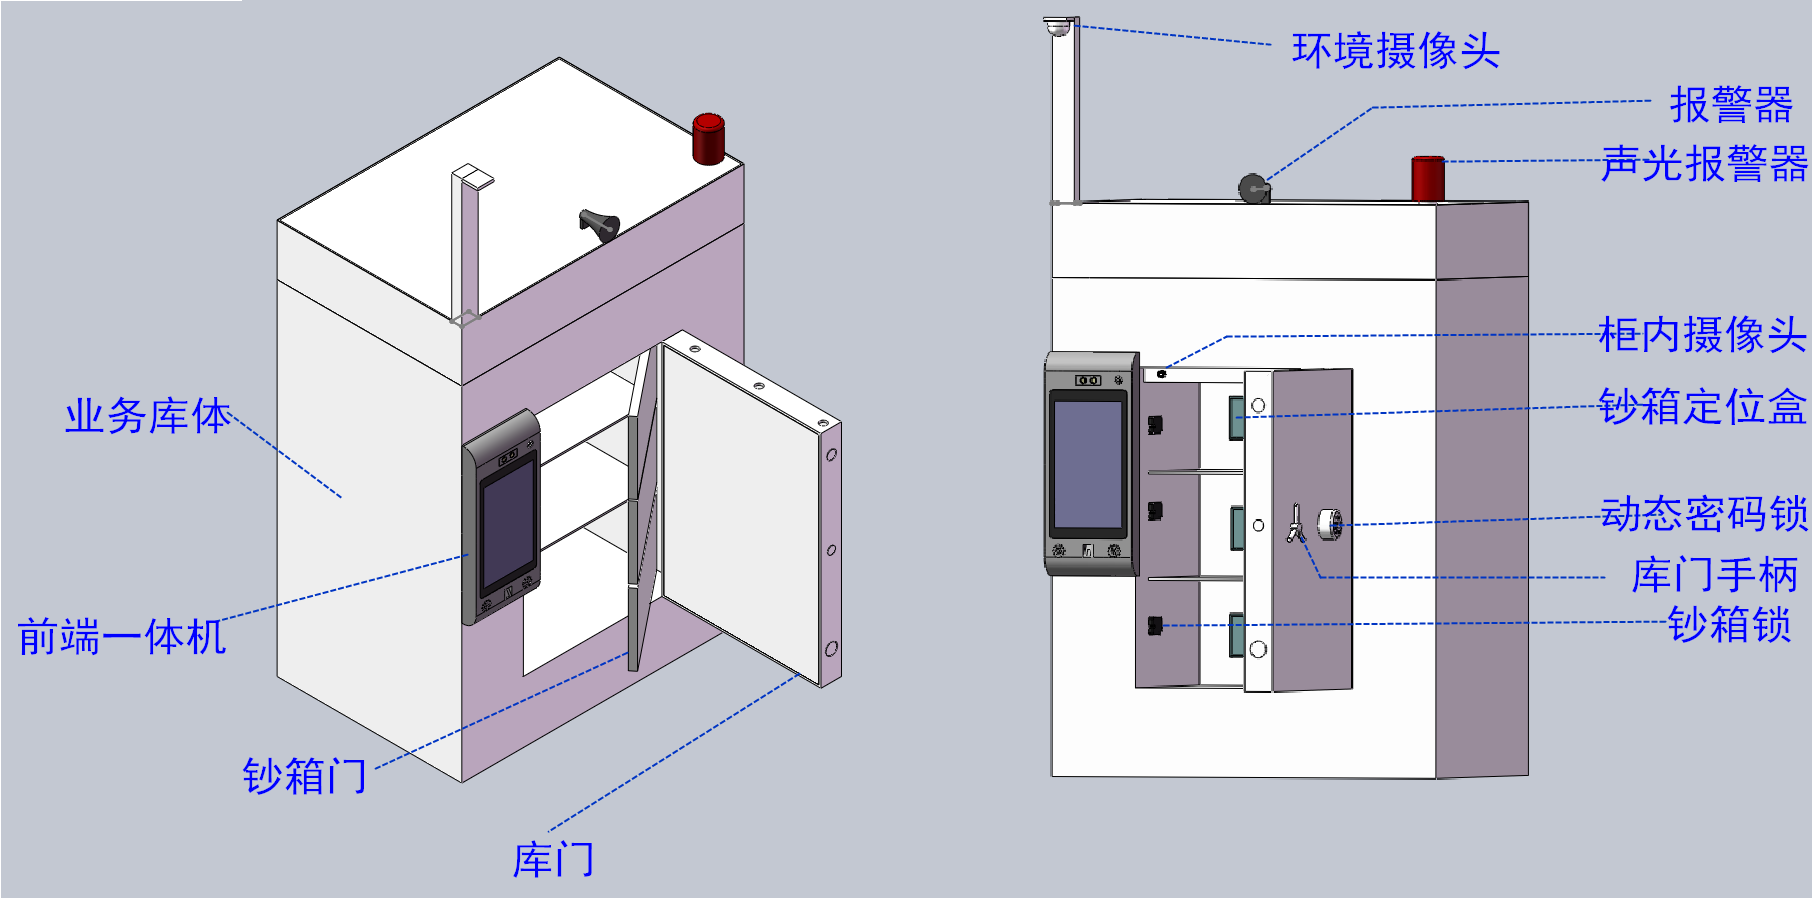 环境摄像头
报警器
声光报警器
柜内摄像头
钞箱定位盒
动态密码锁
库门手柄
钞箱锁
业务库体
前端一体机
钞箱门
库门